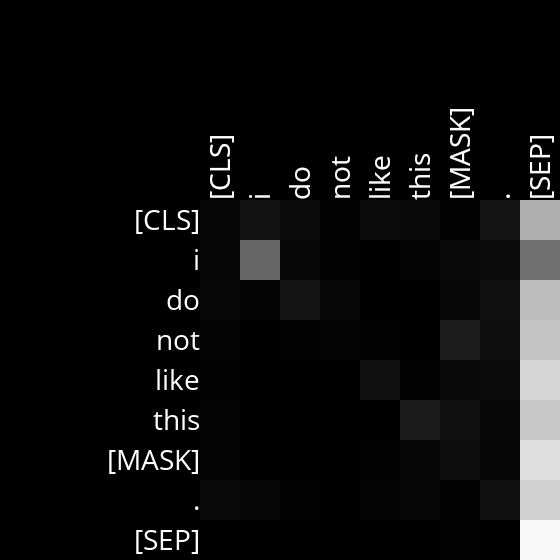 [CLS] i do not like this [MASK] . [SEP]
[CLS]
i
do
not
like
this
[MASK]
.
[SEP]